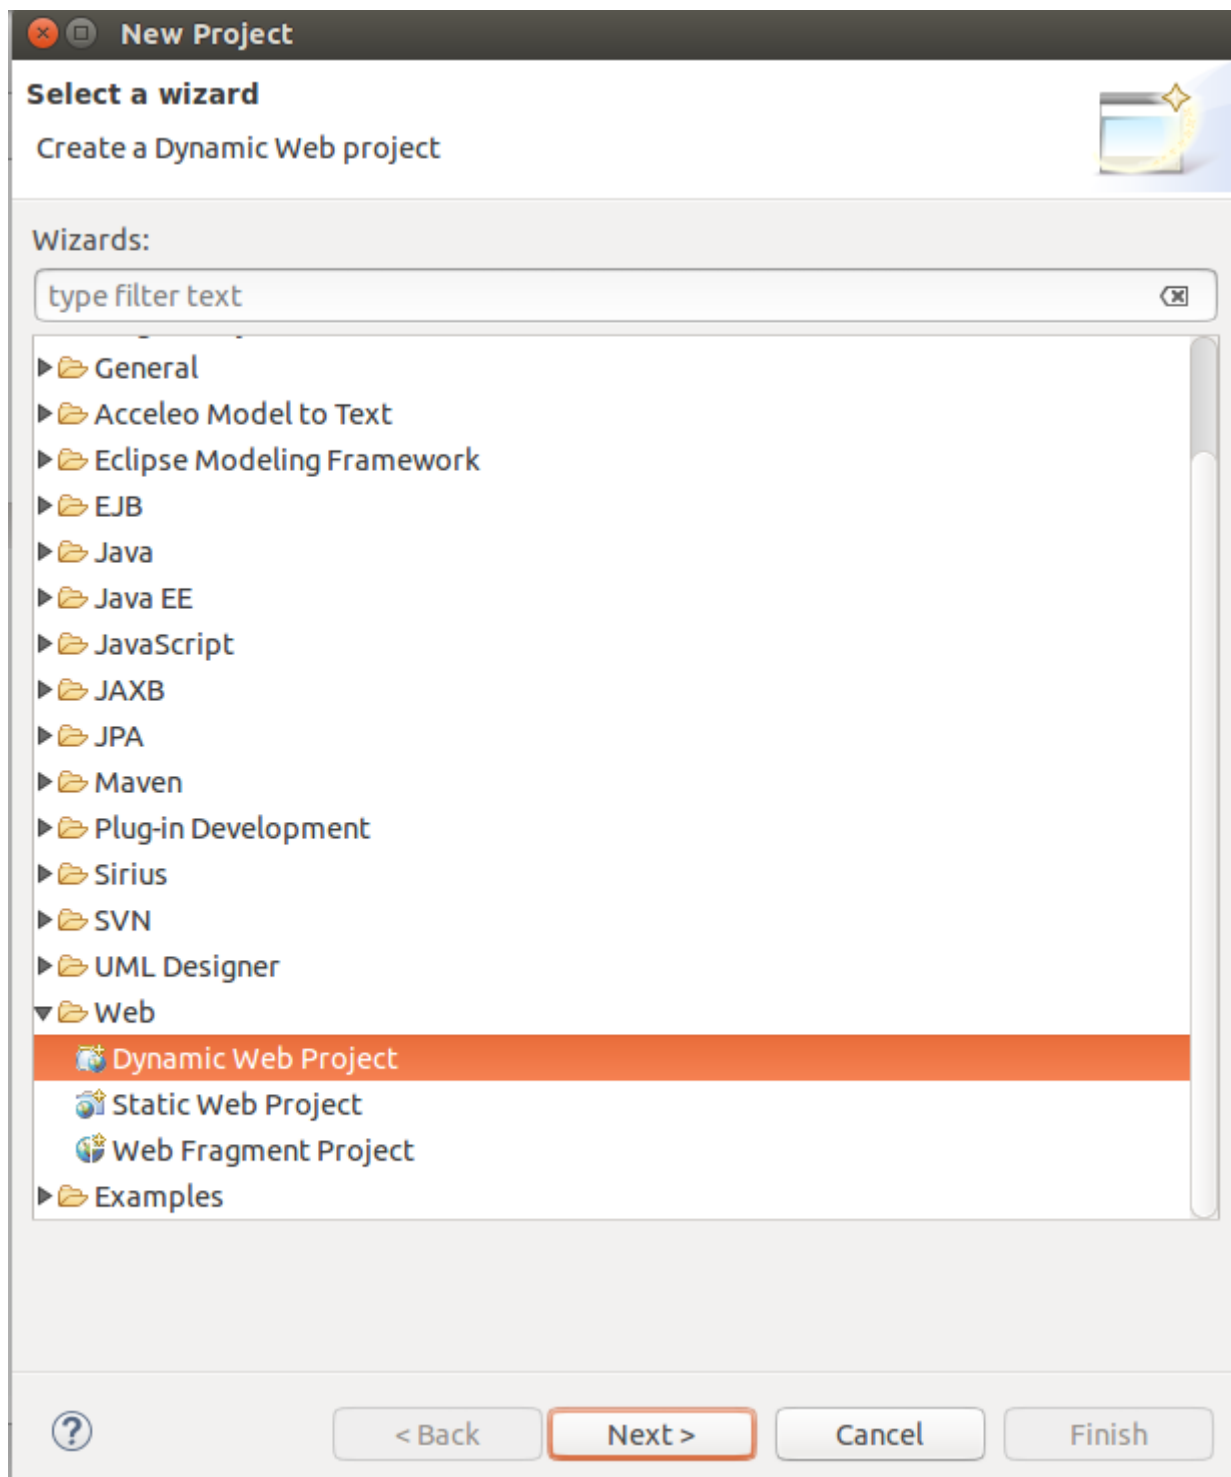 New Project
Select a wizard
Create a Dynamic Web project
Wizards:
type filter text
General
Acceleo Model to Text
Eclipse Modeling Framework
EJB
Java
Java EE
JavaScript
JAXB
JPA
Maven
Plug-in Development
Sirius
SVN
UML Designer
Web
Dynamic Web Project
Static Web Project
Web Fragment Project
Examples
? < Back Next > Cancel Finish